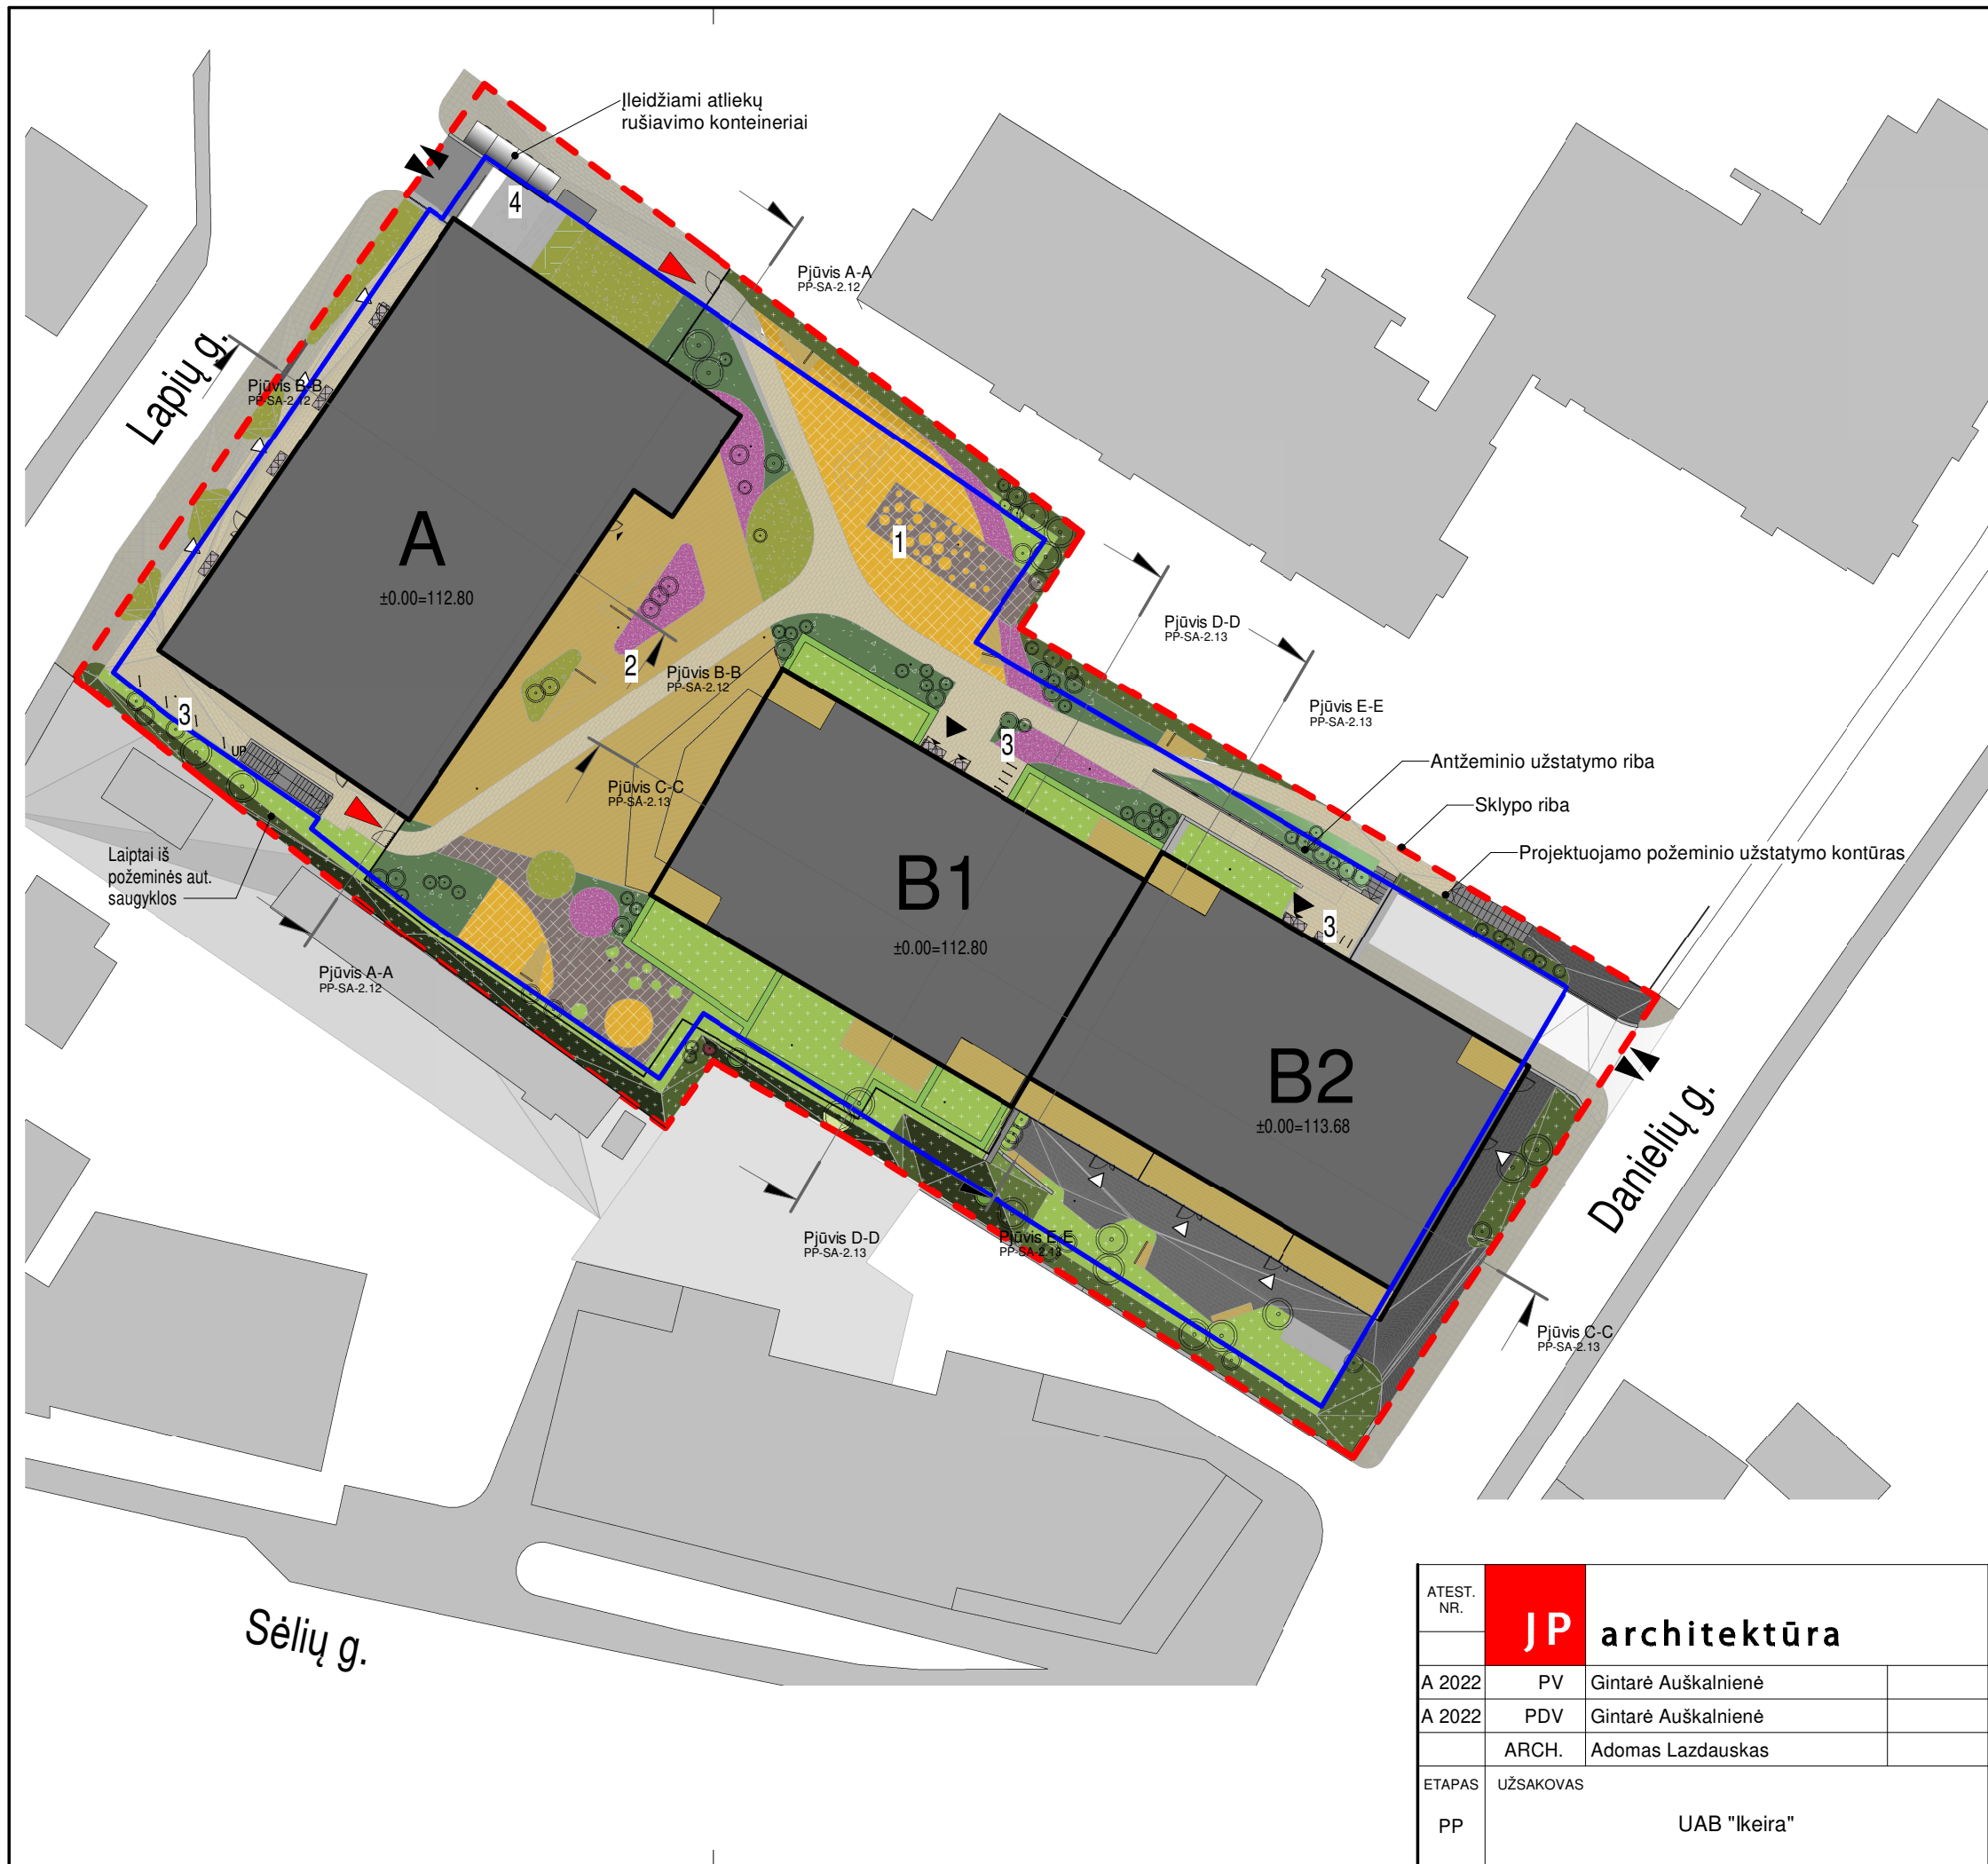 Įleidžiami atliekų
rušiavimo konteineriai
4
Pjūvis A-A
PP-SA-2.12
Lapių g.
Pjūvis B-B
PP-SA-2.12
A
±0.00=112.80
1
Pjūvis D-D
PP-SA-2.13
2
Pjūvis B-B
PP-SA-2.12
Pjūvis E-E
PP-SA-2.13
3
UP
3
Antžeminio užstatymo riba
Sklypo riba
Pjūvis C-C
PP-SA-2.13
Projektuojamo požeminio užstatymo kontūras
Laiptai iš
požeminės aut.
saugyklos
B1
±0.00=112.80
3
Pjūvis A-A
PP-SA-2.12
B2
±0.00=113.68
Danielių g.
Pjūvis D-D
PP-SA-2.13
Pjūvis E-E
PP-SA-2.13
Pjūvis C-C
PP-SA-2.13
Sėlių g.
ATEST.
NR.
JP architektūra
A 2022 PV Gintarė Auškalnienė
A 2022 PDV Gintarė Auškalnienė
ARCH. Adomas Lazdauskas
ETAPAS UŽSAKOVAS
PP UAB "Ikeira"